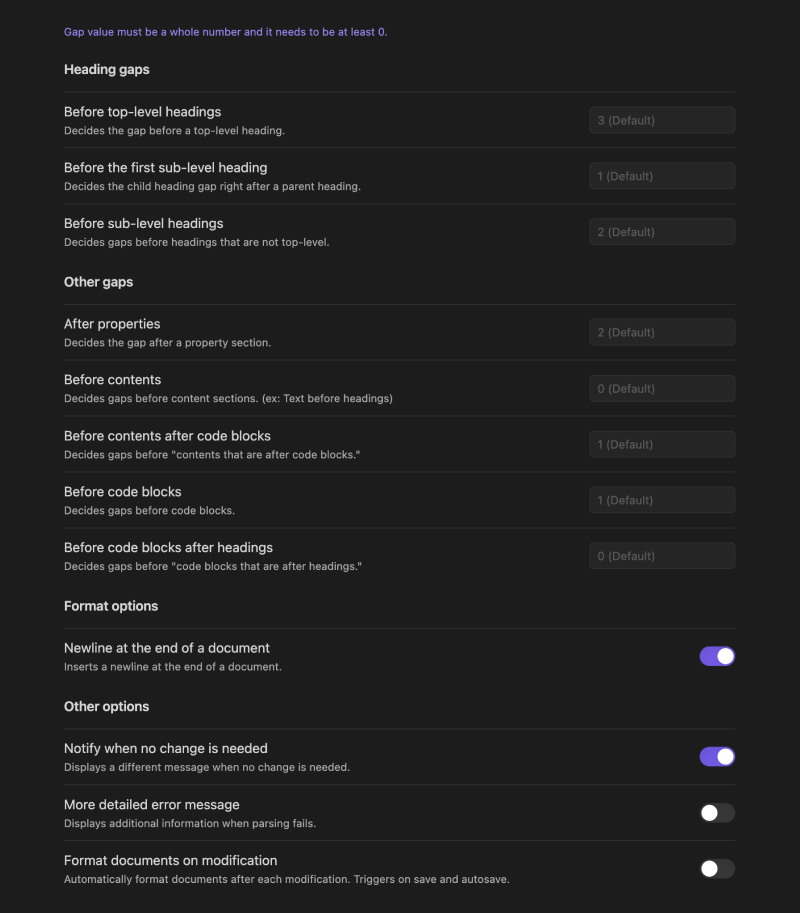 Gap value must be a whole number and it needs to be at least 0.
Heading gaps
Before top-level headings
Decides the gap before a top-level heading.
3 (Default)
Before the first sub-level heading
Decides the child heading gap right after a parent heading.
1 (Default)
Before sub-level headings
Decides gaps before headings that are not top-level.
2 (Default)
Other gaps
After properties
Decides the gap after a property section.
2 (Default)
Before contents
Decides gaps before content sections. (ex: Text before headings)
0 (Default)
Before contents after code blocks
Decides gaps before "contents that are after code blocks."
1 (Default)
Before code blocks
Decides gaps before code blocks.
1 (Default)
Before code blocks after headings
Decides gaps before "code blocks that are after headings."
0 (Default)
Format options
Newline at the end of a document
Inserts a newline at the end of a document.
Other options
Notify when no change is needed
Displays a different message when no change is needed.
More detailed error message
Displays additional information when parsing fails.
Format documents on modification
Automatically format documents after each modification. Triggers on save and autosave.